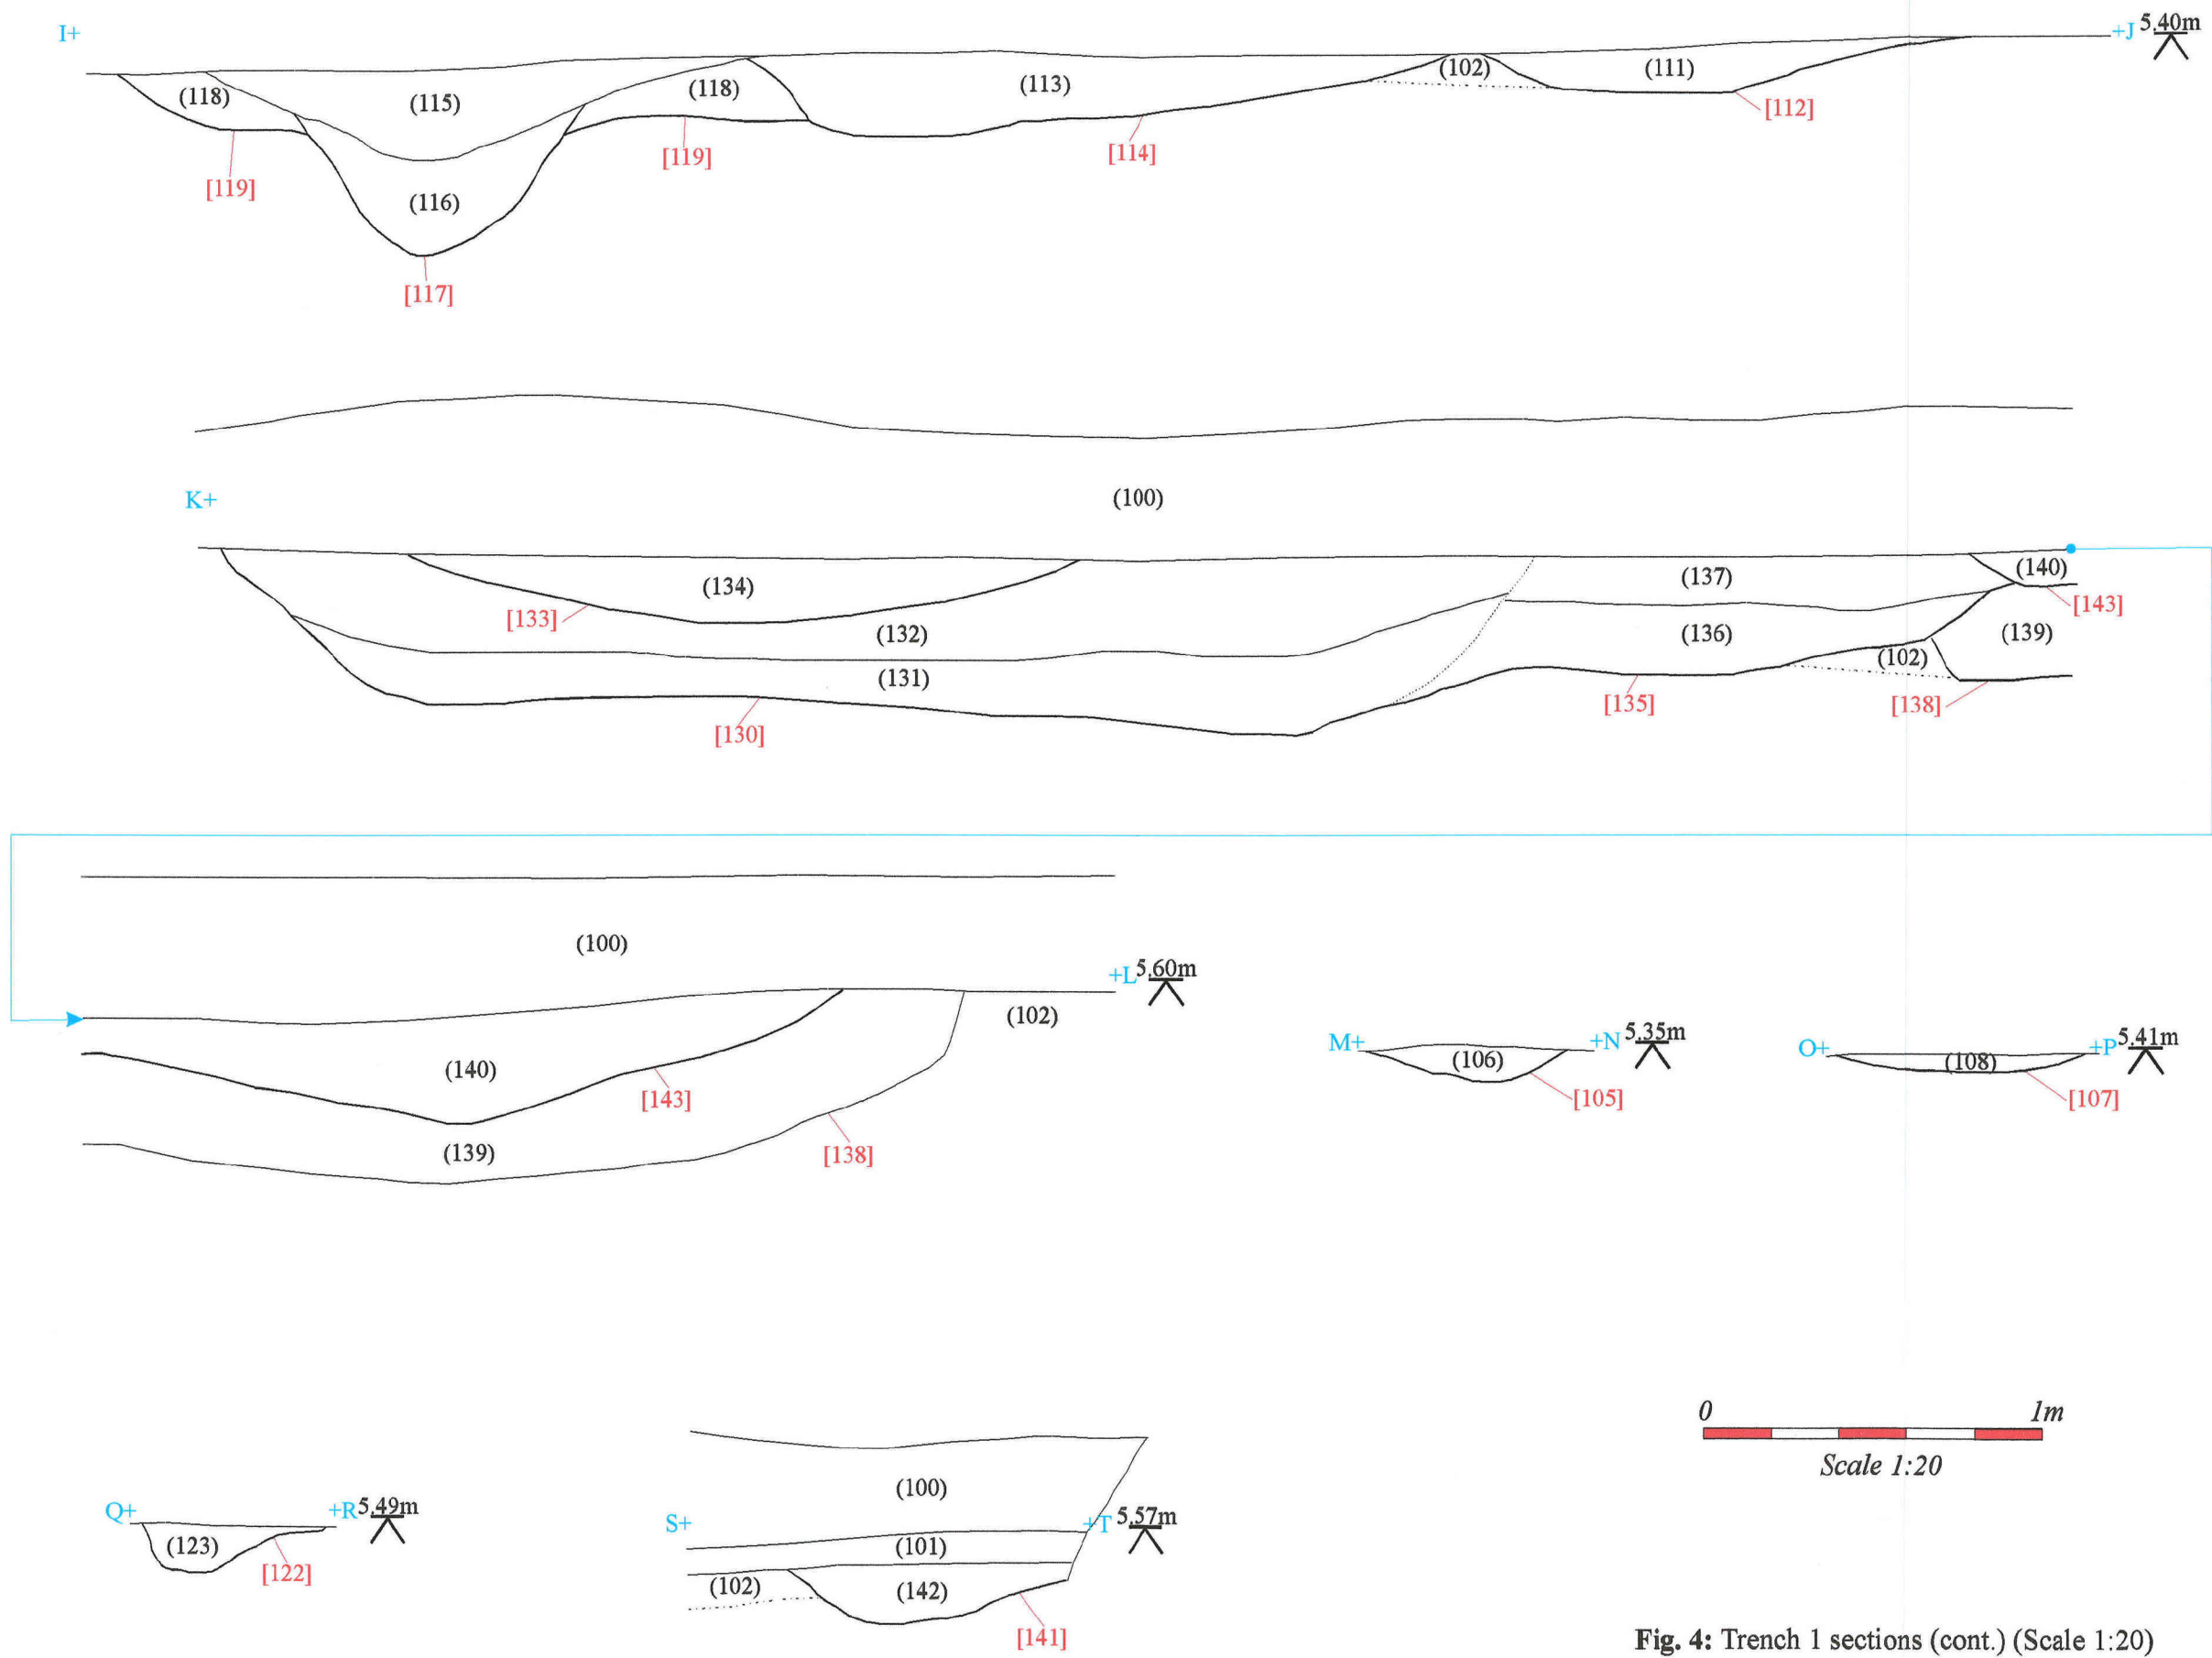 I+ +J 5.40m
(118) (115) (118) (113) (102) (111)
[112]
[119] [119] [114]
(116)
[117]
K+ (100)
(134) (137) (140)
[133] [143]
(132) (136) (139)
(131) (102)
[130] [135] [138]
(100)
+L 5.60m
(102)
(140) [143]
(139) [138]
M+ (106) +N 5.35m
[105]
O+ (108) +P 5.41m
[107]
0 1m
Scale 1:20
Q+ +R 5.49m
(123) [122]
(100)
S+ +T 5.57m
(101)
(102) (142)
[141]
Fig. 4: Trench 1 sections (cont.) (Scale 1:20)